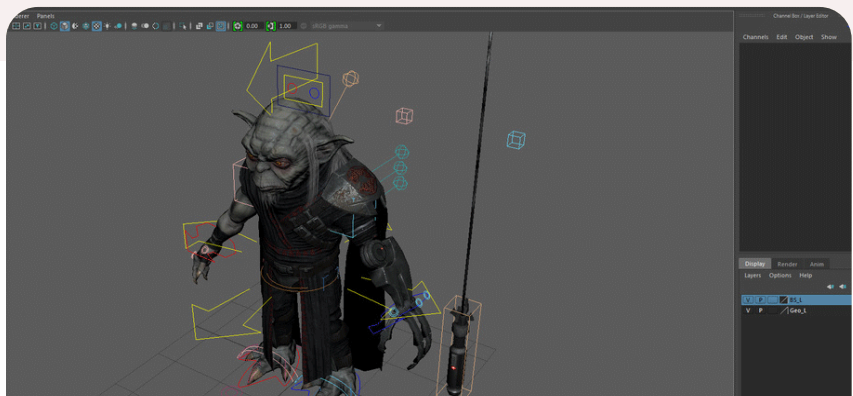 Panels
0.00
1.00
sRGB gamma
Channel Box / Layer Editor
Channels Edit Object Show
Display Render Anim
Layers Options Help
V P BS_L
V P Geo_L